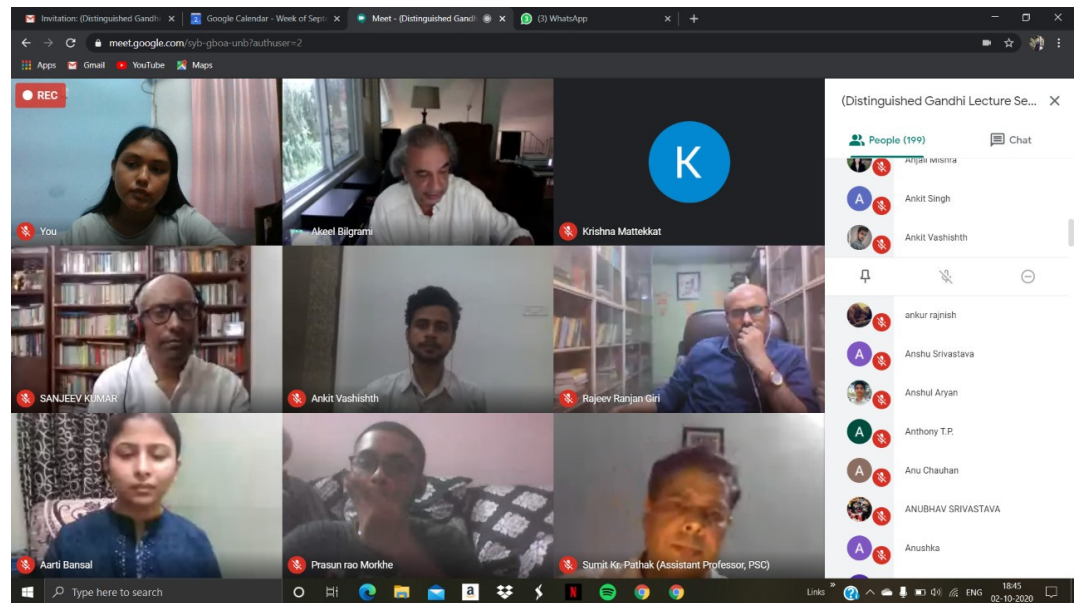 Invitation: (Distinguished Gandhi
Google Calendar - Week of Septe
Meet - (Distinguished Gandh
(3) WhatsApp
meet.google.com/syb-gboa-unb?authuser=2
Apps
Gmail
YouTube
Maps
REC
(Distinguished Gandhi Lecture Se...
People (199)
Chat
You
Akeel Bilgrami
K
Krishna Mattekkat
SANJEEV KUMAR
Ankit Vashishth
Rajeev Ranjan Giri
Aarti Bansal
Prasun rao Morkhe
Sumit Kr. Pathak (Assistant Professor, PSC)
Anjali Mishra
A
Ankit Singh
Ankit Vashishth
ankur rajnish
A
Anshu Srivastava
Anshul Aryan
A
Anthony T.P.
A
Anu Chauhan
ANUBHAV SRIVASTAVA
A
Anushka
Type here to search
Links
ENG
18:45
02-10-2020